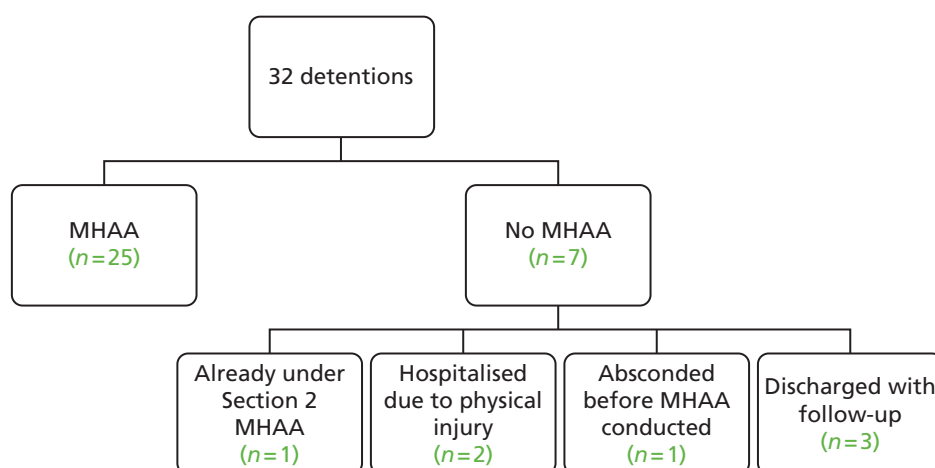 32 detentions
MHAA
(n=25)
No MHAA
(n=7)
Already under
Section 2
MHAA
(n=1)
Hospitalised
due to physical
injury
(n=2)
Absconded
before MHAA
conducted
(n=1)
Discharged with
follow-up
(n=3)